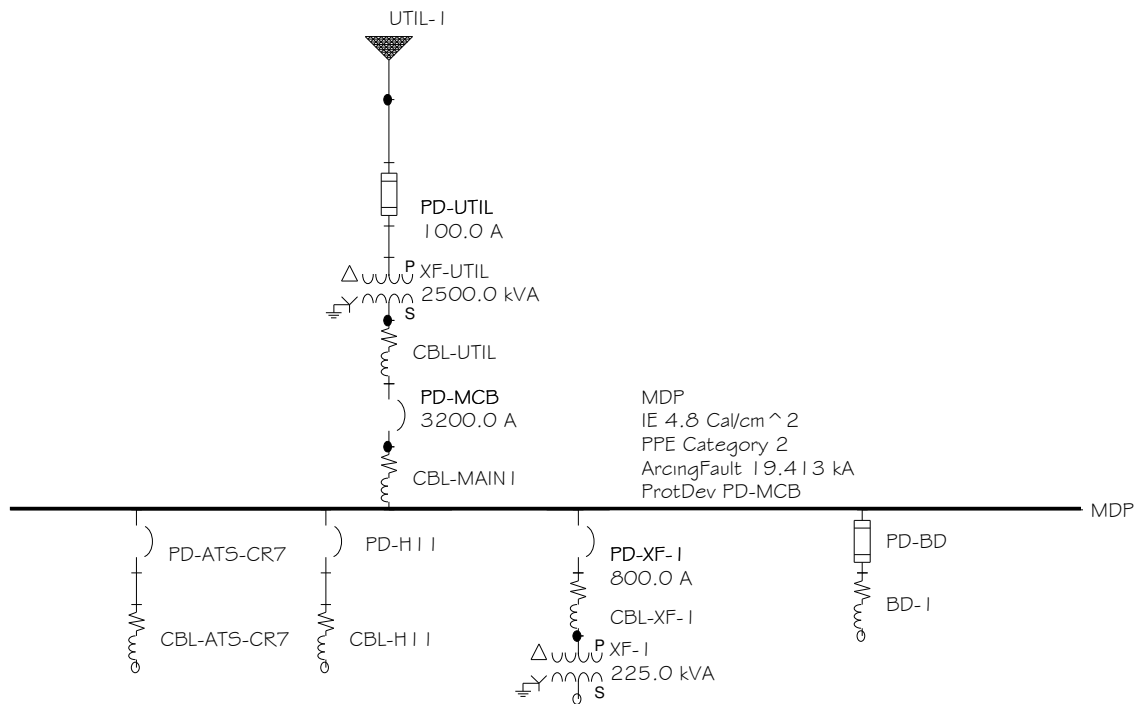 UTIL-1
PD-UTIL
100.0 A
P
XF-UTIL
2500.0 kVA
S
CBL-UTIL
PD-MCB
3200.0 A
CBL-MAIN1
MDP
IE 4.8 Cal/cm^2
PPE Category 2
ArcingFault 19.413 kA
ProtDev PD-MCB
MDP
PD-ATS-CR7
PD-H11
PD-XF-1
800.0 A
PD-BD
CBL-ATS-CR7
CBL-H11
CBL-XF-1
BD-1
P
XF-1
225.0 kVA
S